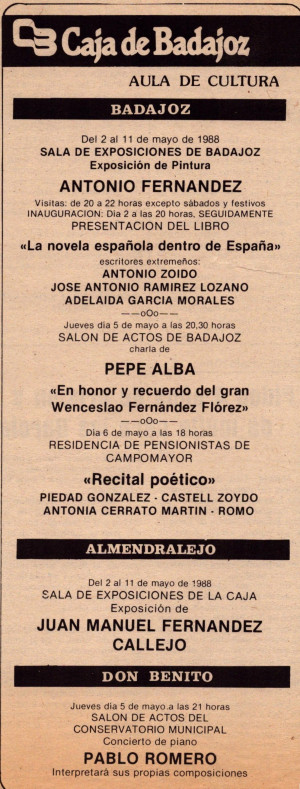 CB Caja de Badajoz
AULA DE CULTURA
BADAJOZ
Del 2 al 11 de mayo de 1988
SALA DE EXPOSICIONES DE BADAJOZ
Exposición de Pintura
ANTONIO FERNANDEZ
Visitas: de 20 a 22 horas excepto sábados y festivos
INAUGURACION: Dia 2 a las 20 horas, SEGUIDAMENTE
PRESENTACION DEL LIBRO
«La novela española dentro de España»
escritores extremeños:
ANTONIO ZOIDO
JOSE ANTONIO RAMIREZ LOZANO
ADELAIDA GARCIA MORALES
——oOo——
Jueves día 5 de mayo a las 20,30 horas
SALON DE ACTOS DE BADAJOZ
charla de
PEPE ALBA
«En honor y recuerdo del gran
Wenceslao Fernández Flórez»
——oOo——
Dia 6 de mayo a las 18 horas
RESIDENCIA DE PENSIONISTAS DE
CAMPOMAYOR
«Recital poético»
PIEDAD GONZALEZ - CASTELL ZOYDO
ANTONIA CERRATO MARTIN - ROMO
ALMENDRALEJO
Del 2 al 11 de mayo de 1988
SALA DE EXPOSICIONES DE LA CAJA
Exposición de
JUAN MANUEL FERNANDEZ
CALLEJO
DON BENITO
Jueves dia 5 de mayo.a las 21 horas
SALON DE ACTOS DEL
CONSERVATORIO MUNICIPAL
Concierto de piano
PABLO ROMERO
Interpretará sus propias composiciones